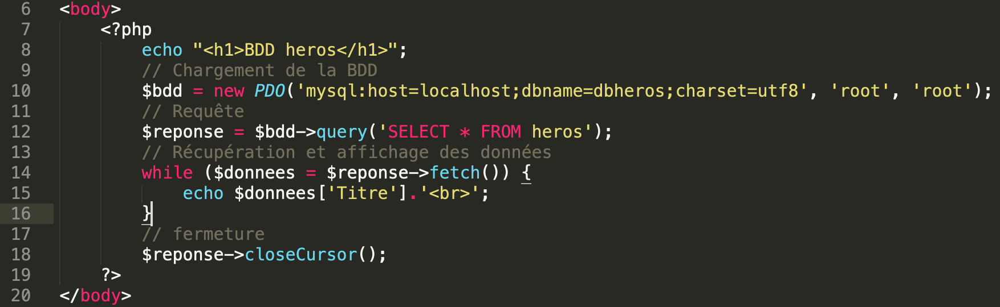 6 <body>
7 <?php
8 echo "<h1>BDD heros</h1>";
9 // Chargement de la BDD
10 $bdd = new PDO('mysql:host=localhost;dbname=dbheros;charset=utf8', 'root', 'root');
11 // Requête
12 $reponse = $bdd->query('SELECT * FROM heros');
13 // Récupération et affichage des données
14 while ($donnees = $reponse->fetch()) {
15 echo $donnees['Titre'].'<br>';
16 }
17 // fermeture
18 $reponse->closeCursor();
19 ?>
20 </body>